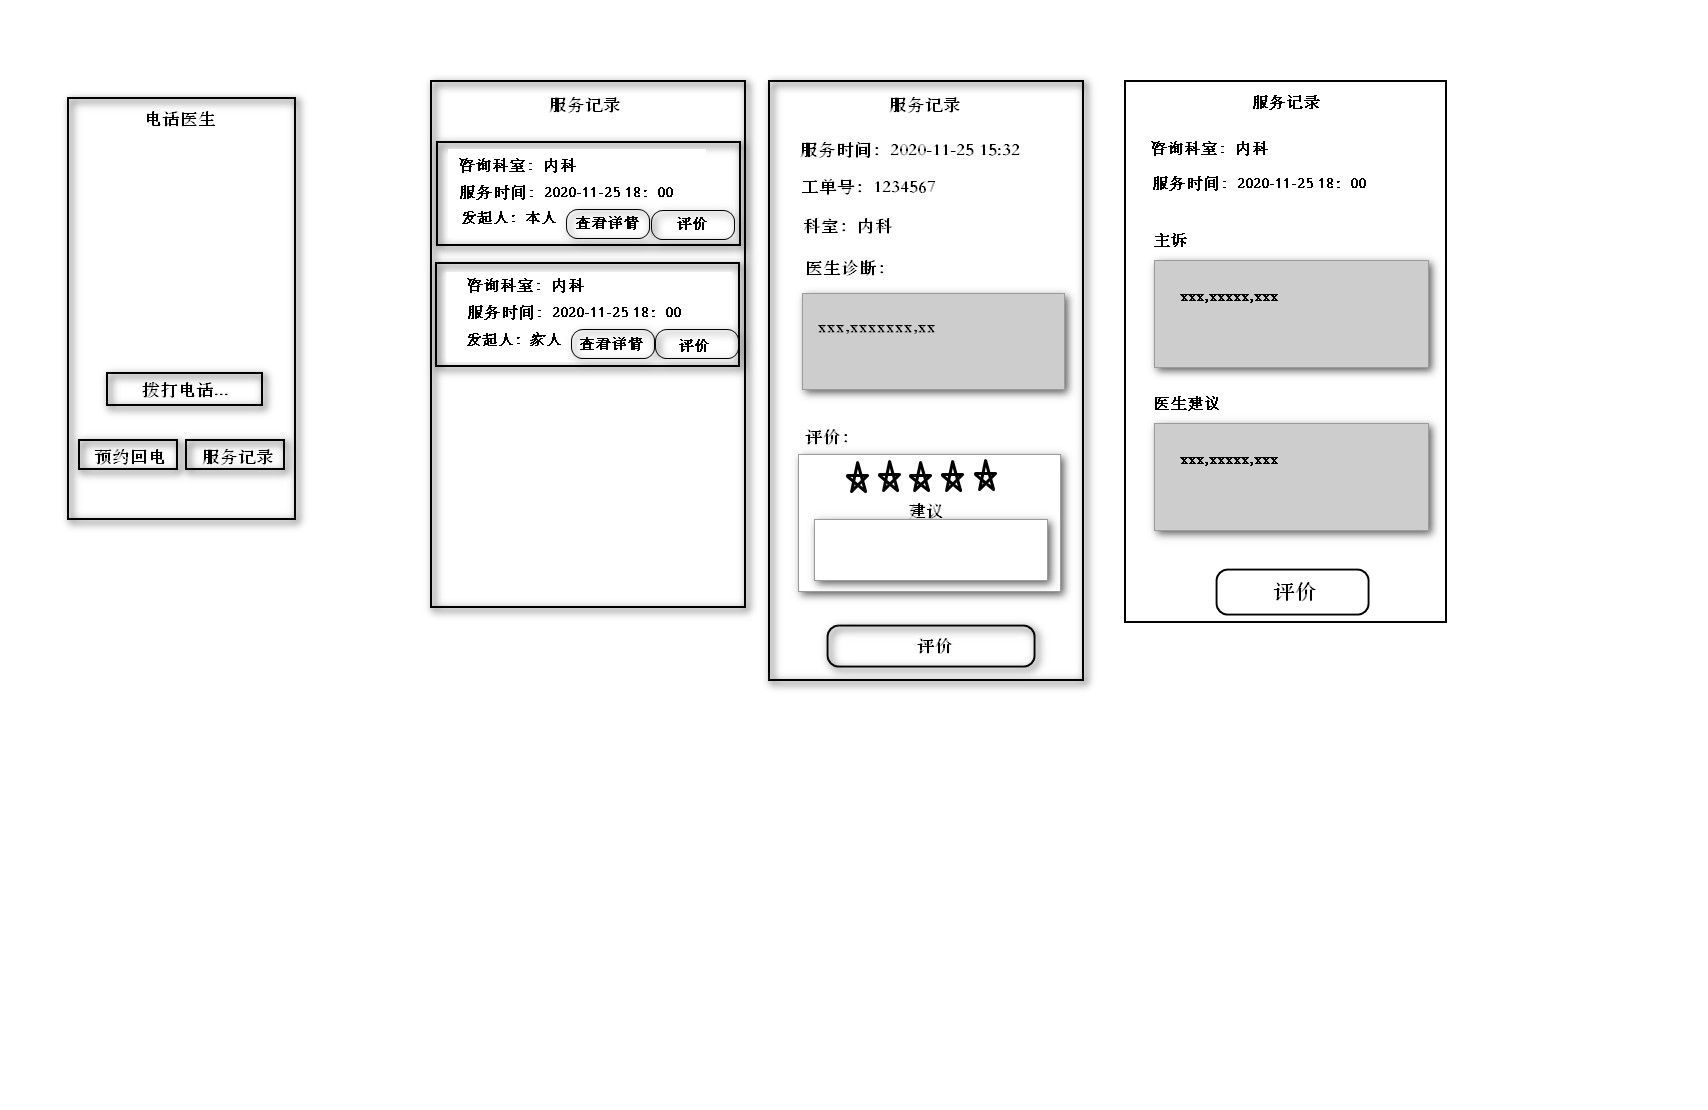 电话医生
拨打电话...
预约回电
服务记录
服务记录
咨询科室：内科
服务时间：2020-11-25 18：00
发起人：本人
查看详情
评价
咨询科室：内科
服务时间：2020-11-25 18：00
发起人：家人
查看详情
评价
服务记录
服务时间：2020-11-25 15:32
工单号：1234567
科室：内科
医生诊断：
xxx,xxxxxxx,xx
评价：
建议
评价
服务记录
咨询科室：内科
服务时间：2020-11-25 18：00
主诉
xxx,xxxxx,xxx
医生建议
xxx,xxxxx,xxx
评价